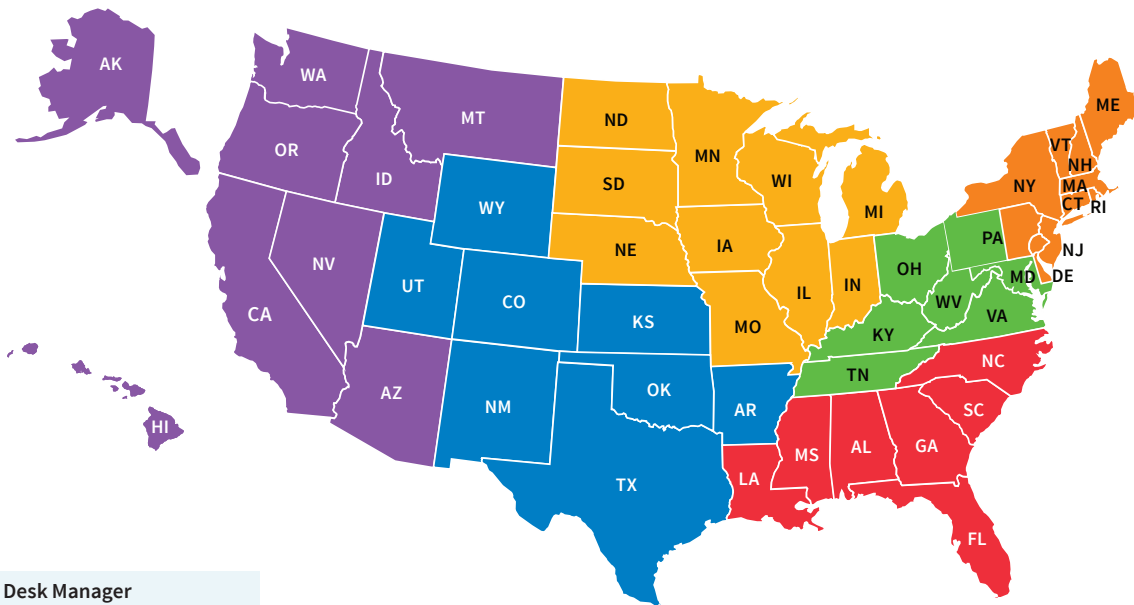 AK
WA
MT
ND
MN
ME
OR
ID
SD
WI
MI
VT
NH
NY
MA
CT
RI
WY
NE
IA
PA
NJ
NV
UT
CO
KS
MO
IL
IN
OH
MD
DE
WV
VA
CA
KY
AZ
NM
OK
AR
TN
NC
SC
HI
TX
LA
MS
AL
GA
FL
Desk Manager